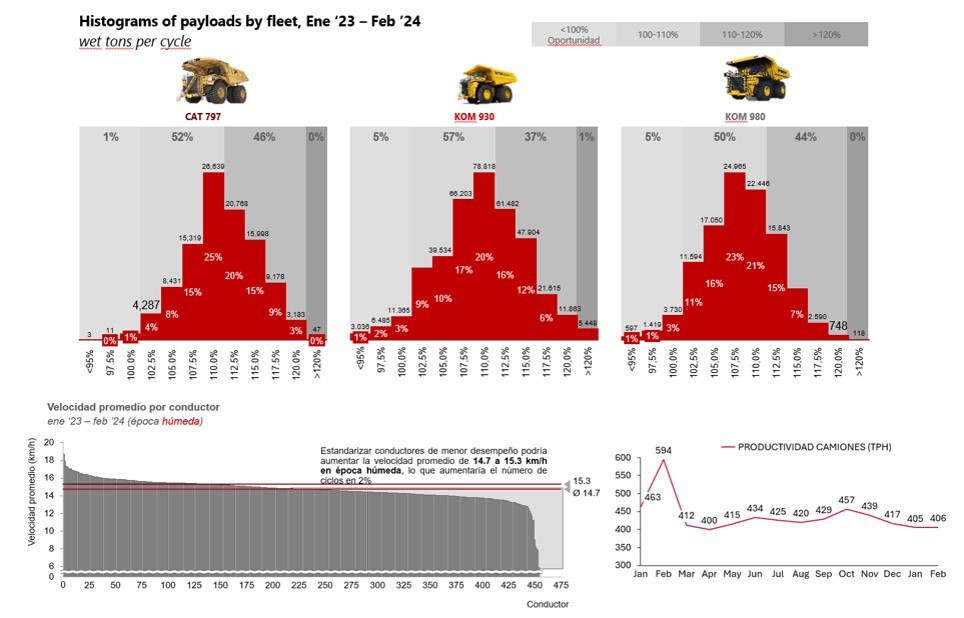 Histograms of payloads by fleet, Ene ’23 – Feb ’24
wet tons per cycle
<100%
Oportunidad
100-110%
110-120%
>120%
CAT 797
KOM 930
KOM 980
1% 52% 46% 0%
5% 57% 37% 1%
5% 50% 44% 0%
3 11 4,287 8,431 15,319 26,639 20,768 15,998 9,178 3,183 47
0% 1% 4% 8% 15% 25% 20% 15% 9% 3% 0%
<95% 97.5% 100.0% 102.5% 105.0% 107.5% 110.0% 112.5% 115.0% 117.5% 120.0% >120%
3.036 6.485 11.365 39.534 66.203 78.818 61.482 47.904 21.615 11.863 5.449
1% 2% 3% 9% 10% 17% 20% 16% 12% 6%
<95% 97,5% 100,0% 102,5% 105,0% 107,5% 110,0% 112,5% 115,0% 117,5% 120,0% >120%
597 1.419 3.730 11.594 17.050 24.965 22.446 15.843 2.590 748 118
1% 1% 3% 11% 16% 23% 21% 15% 7%
<95% 97,5% 100,0% 102,5% 105,0% 107,5% 110,0% 112,5% 115,0% 117,5% 120,0% >120%
Velocidad promedio por conductor
ene ‘23 – feb ’24 (época húmeda)
Velocidad promedio (km/h)
20
18
16
14
12
10
8
6
0
Estandarizar conductores de menor desempeño podría
aumentar la velocidad promedio de 14.7 a 15.3 km/h
en época húmeda, lo que aumentaría el número de
ciclos en 2%
15.3
Ø 14.7
0 25 50 75 100 125 150 175 200 225 250 275 300 325 350 375 400 425 450 475
Conductor
PRODUCTIVIDAD CAMIONES (TPH)
600
550
500
450
400
350
300
463 594 412 400 415 434 425 420 429 457 439 417 405 406
Jan Feb Mar Apr May Jun Jul Aug Sep Oct Nov Dec Jan Feb